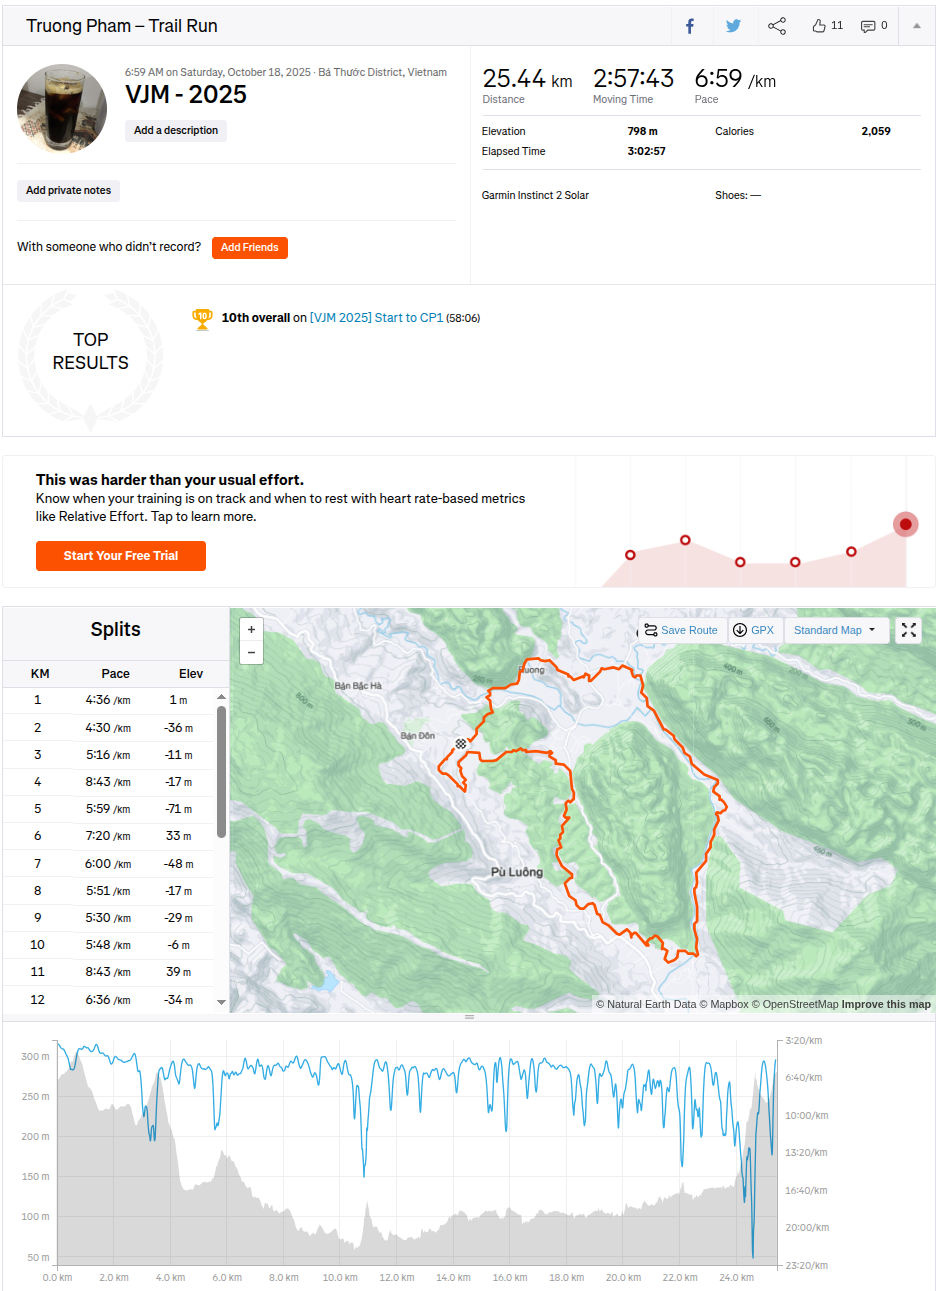 Truong Pham – Trail Run
11
0
6:59 AM on Saturday, October 18, 2025 · Bá Thước District, Vietnam
VJM - 2025
Add a description
Add private notes
With someone who didn't record?
Add Friends
25.44 km
2:57:43
6:59 /km
Distance
Moving Time
Pace
Elevation
798 m
Calories
2,059
Elapsed Time
3:02:57
Garmin Instinct 2 Solar
Shoes: —
TOP
RESULTS
10
10th overall on [VJM 2025] Start to CP1 (58:06)
This was harder than your usual effort.
Know when your training is on track and when to rest with heart rate-based metrics
like Relative Effort. Tap to learn more.
Start Your Free Trial
Splits
KM Pace Elev
1 4:36 /km 1 m
2 4:30 /km -36 m
3 5:16 /km -11 m
4 8:43 /km -17 m
5 5:59 /km -71 m
6 7:20 /km 33 m
7 6:00 /km -48 m
8 5:51 /km -17 m
9 5:30 /km -29 m
10 5:48 /km -6 m
11 8:43 /km 39 m
12 6:36 /km -34 m
+
−
Save Route
GPX
Standard Map
Bản Bắc Hà
Bản Đôn
Pù Luông
© Natural Earth Data © Mapbox © OpenStreetMap Improve this map
300 m
250 m
200 m
150 m
100 m
50 m
3:20/km
6:40/km
10:00/km
13:20/km
16:40/km
20:00/km
23:20/km
0.0 km 2.0 km 4.0 km 6.0 km 8.0 km 10.0 km 12.0 km 14.0 km 16.0 km 18.0 km 20.0 km 22.0 km 24.0 km